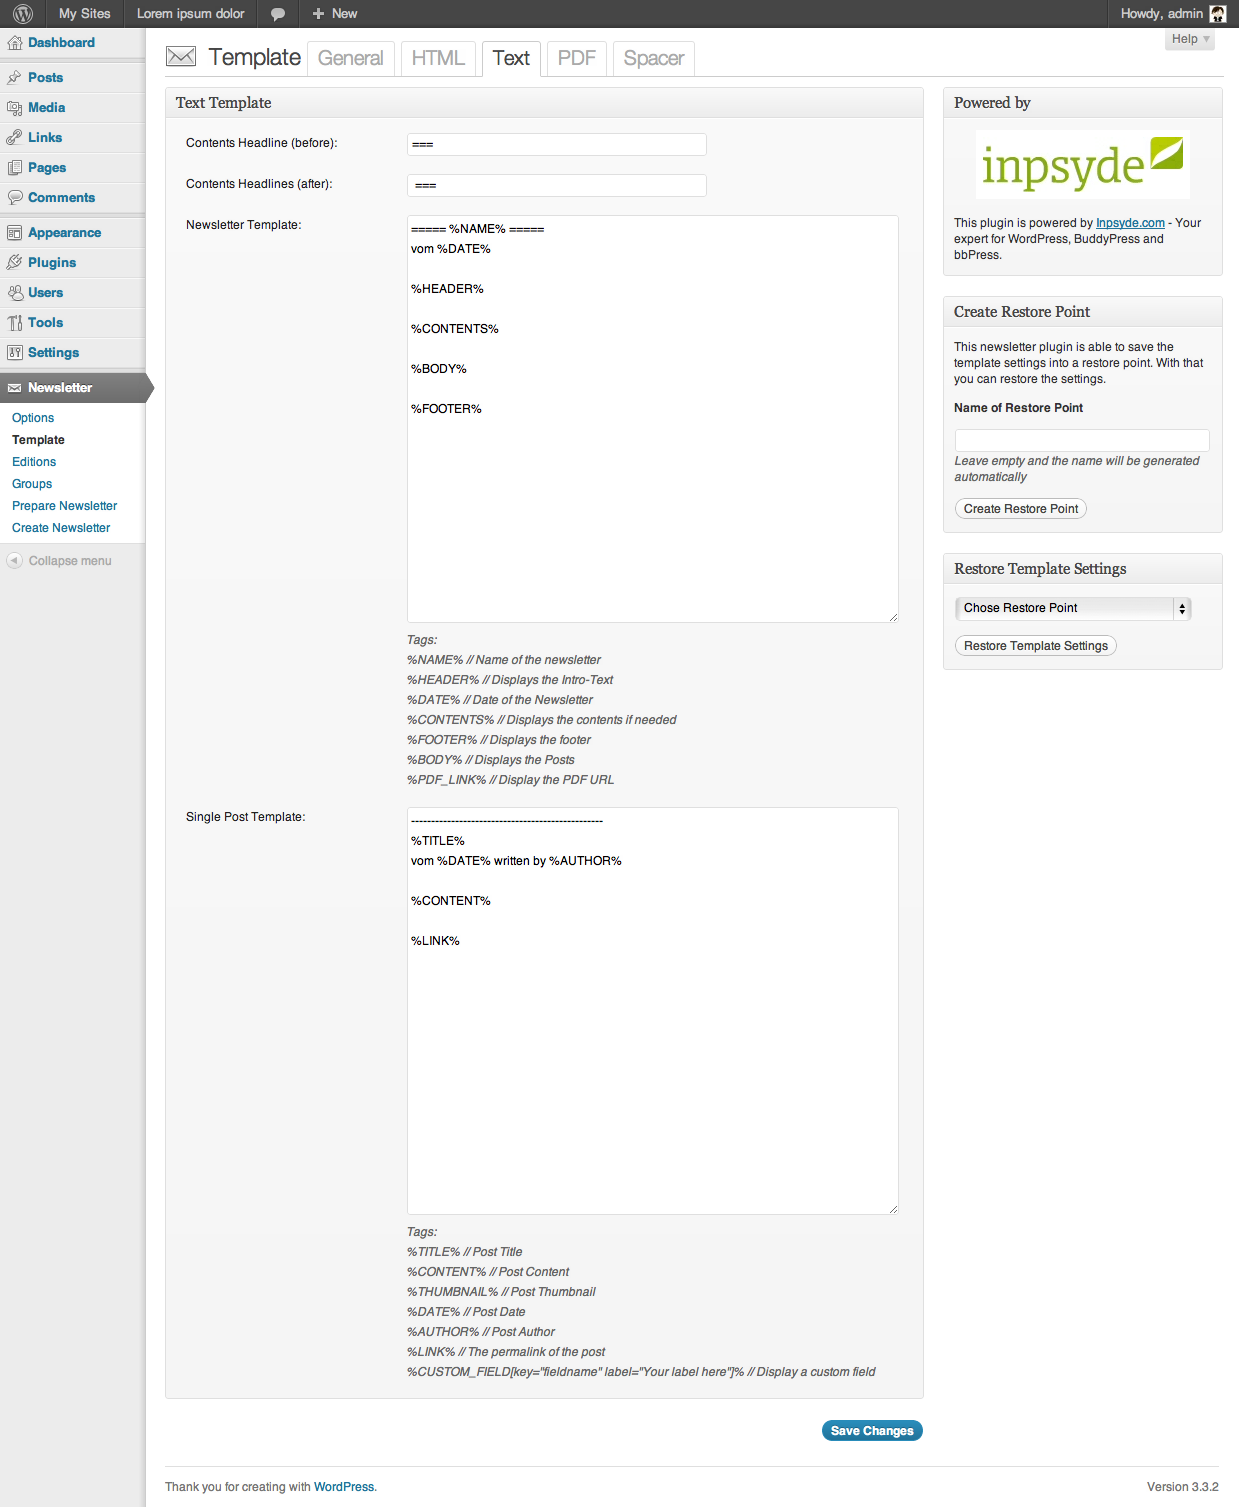 My Sites
Lorem ipsum dolor
New
Howdy, admin
Help
Dashboard
Posts
Media
Links
Pages
Comments
Appearance
Plugins
Users
Tools
Settings
Newsletter
Options
Template
Editions
Groups
Prepare Newsletter
Create Newsletter
Collapse menu
Template
General
HTML
Text
PDF
Spacer
Text Template
Contents Headline (before):
===
Contents Headlines (after):
===
Newsletter Template:
===== %NAME% =====
vom %DATE%
%HEADER%
%CONTENTS%
%BODY%
%FOOTER%
Tags:
%NAME% // Name of the newsletter
%HEADER% // Displays the Intro-Text
%DATE% // Date of the Newsletter
%CONTENTS% // Displays the contents if needed
%FOOTER% // Displays the footer
%BODY% // Displays the Posts
%PDF_LINK% // Display the PDF URL
Single Post Template:
------------------------------------------------
%TITLE%
vom %DATE% written by %AUTHOR%
%CONTENT%
%LINK%
Tags:
%TITLE% // Post Title
%CONTENT% // Post Content
%THUMBNAIL% // Post Thumbnail
%DATE% // Post Date
%AUTHOR% // Post Author
%LINK% // The permalink of the post
%CUSTOM_FIELD[key="fieldname" label="Your label here"]% // Display a custom field
Save Changes
Powered by
inpsyde
This plugin is powered by Inpsyde.com - Your
expert for WordPress, BuddyPress and
bbPress.
Create Restore Point
This newsletter plugin is able to save the
template settings into a restore point. With that
you can restore the settings.
Name of Restore Point
Leave empty and the name will be generated
automatically
Create Restore Point
Restore Template Settings
Chose Restore Point
Restore Template Settings
Thank you for creating with WordPress.
Version 3.3.2